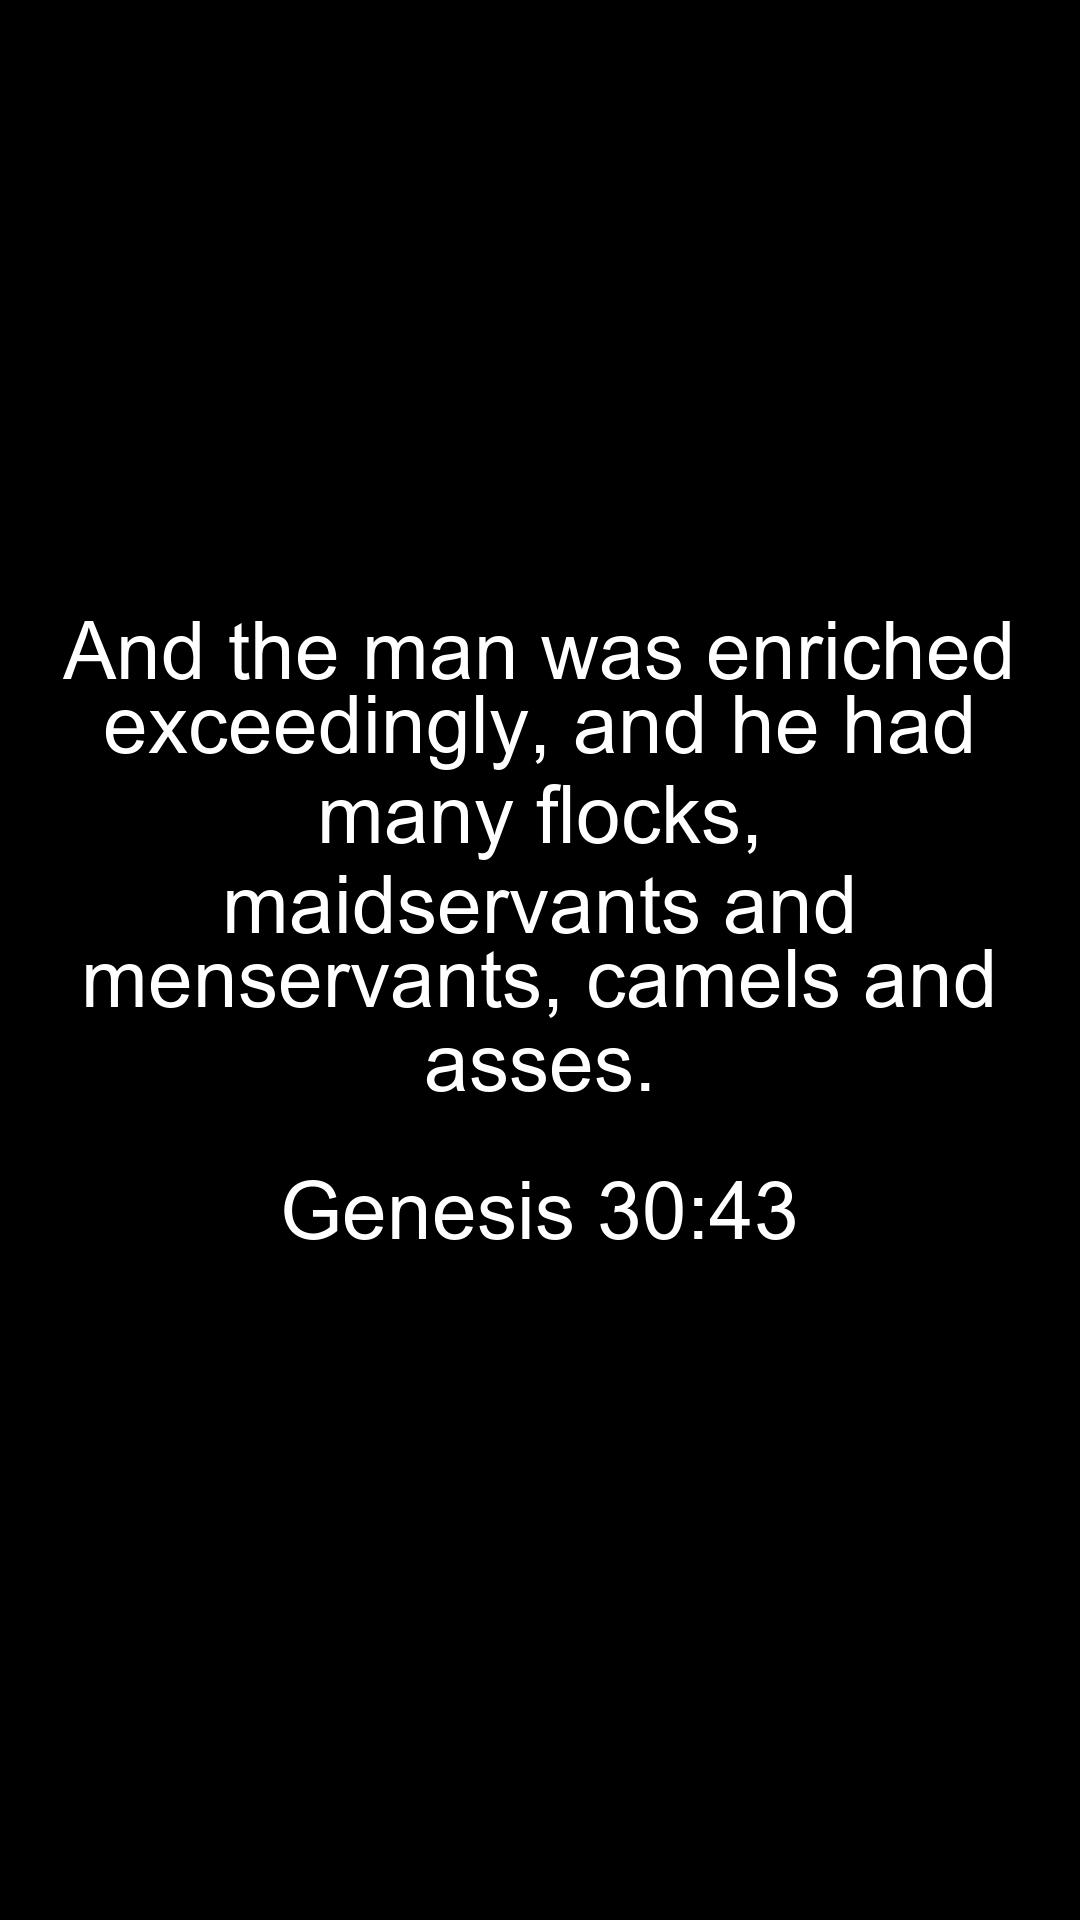 And the man was enriched
exceedingly, and he had
many flocks,
maidservants and
menservants, camels and
asses.
Genesis 30:43